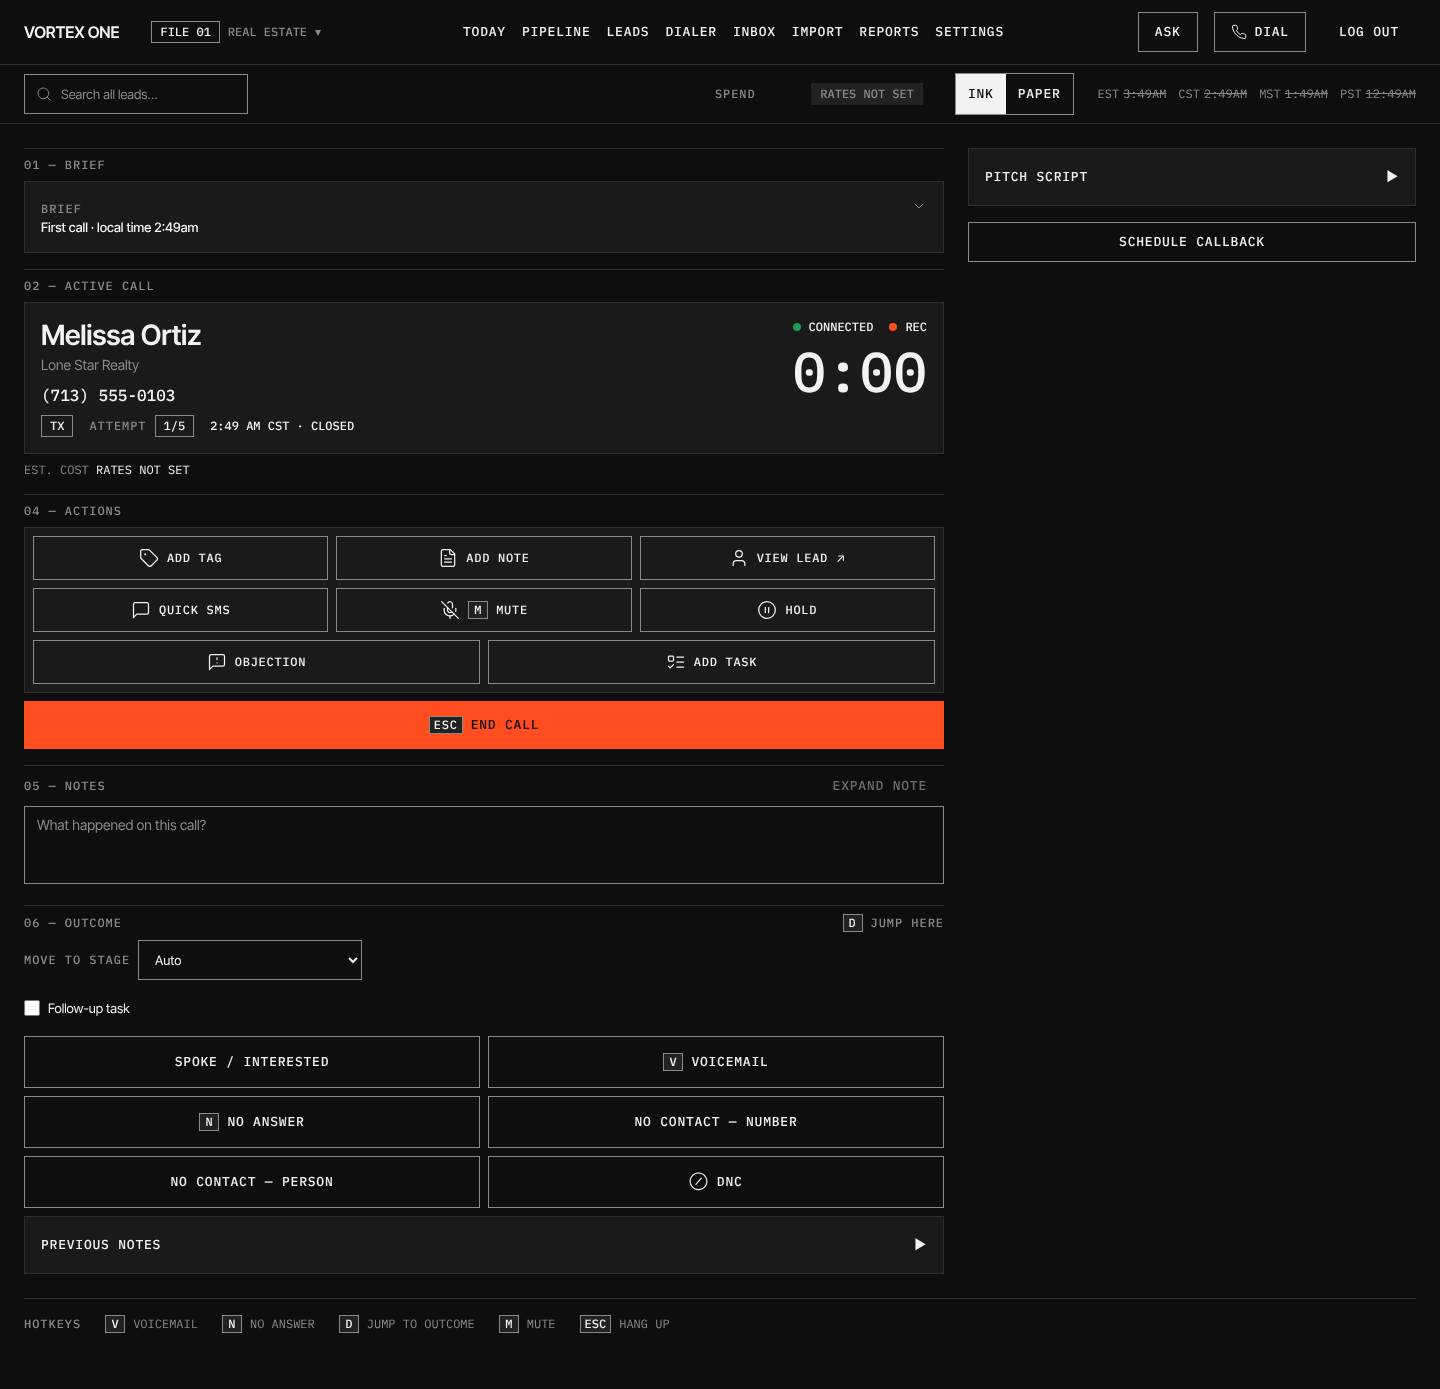 VORTEX ONE
FILE 01 REAL ESTATE ▾
TODAY PIPELINE LEADS DIALER INBOX IMPORT REPORTS SETTINGS
ASK
DIAL
LOG OUT
Search all leads...
SPEND
RATES NOT SET
INK PAPER
EST 3:49AM CST 2:49AM MST 1:49AM PST 12:49AM
01 — BRIEF
BRIEF
First call · local time 2:49am
02 — ACTIVE CALL
Melissa Ortiz
Lone Star Realty
(713) 555-0103
TX ATTEMPT 1/5 2:49 AM CST · CLOSED
CONNECTED REC
0:00
EST. COST RATES NOT SET
04 — ACTIONS
ADD TAG
ADD NOTE
VIEW LEAD ↗
QUICK SMS
M MUTE
HOLD
OBJECTION
ADD TASK
ESC END CALL
05 — NOTES
EXPAND NOTE
What happened on this call?
06 — OUTCOME
D JUMP HERE
MOVE TO STAGE Auto
Follow-up task
SPOKE / INTERESTED
V VOICEMAIL
N NO ANSWER
NO CONTACT — NUMBER
NO CONTACT — PERSON
DNC
PREVIOUS NOTES ▶
HOTKEYS V VOICEMAIL N NO ANSWER D JUMP TO OUTCOME M MUTE ESC HANG UP
PITCH SCRIPT ▶
SCHEDULE CALLBACK